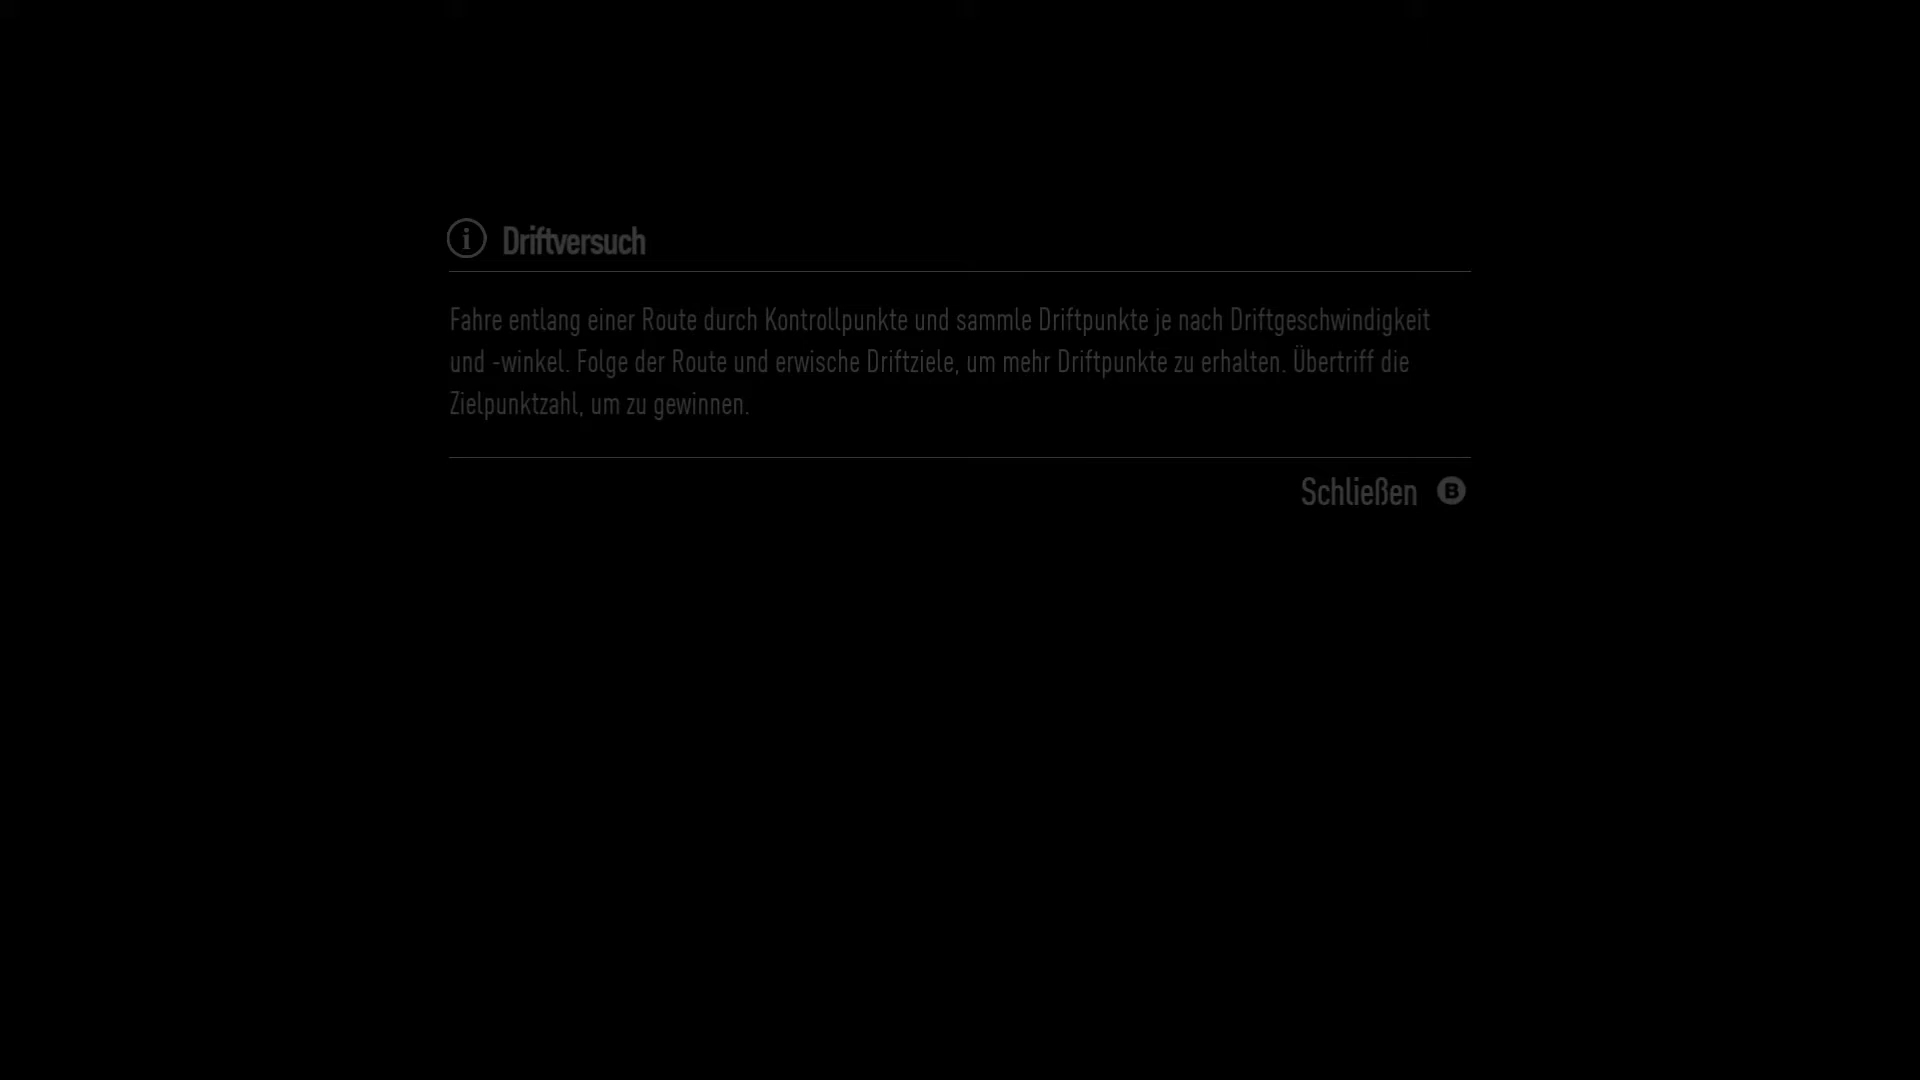 i Driftversuch
Fahre entlang einer Route durch Kontrollpunkte und sammle Driftpunkte je nach Driftgeschwindigkeit
und -winkel. Folge der Route und erwische Driftziele, um mehr Driftpunkte zu erhalten. Übertriff die
Zielpunktzahl, um zu gewinnen.
Schließen B